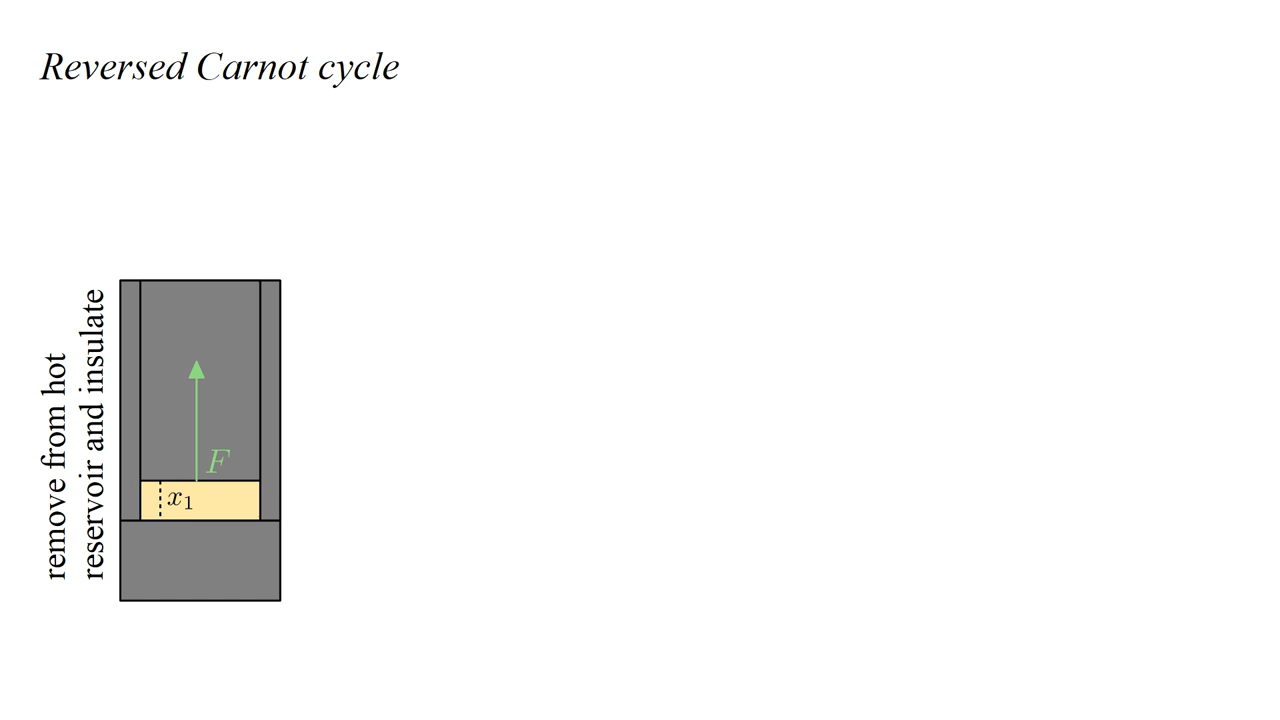 Reversed Carnot cycle
remove from hot
reservoir and insulate
F
x₁